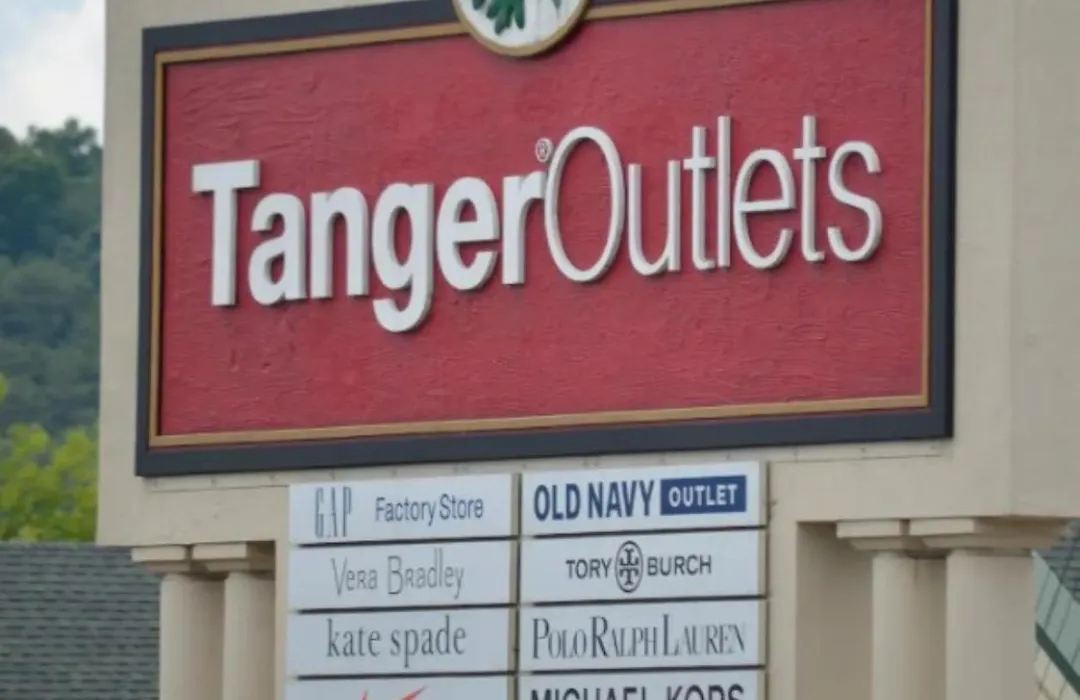 Tanger®Outlets
GAP Factory Store
OLD NAVY OUTLET
Vera Bradley
TORY BURCH
kate spade
POLO RALPH LAUREN
MICHAEL KORS